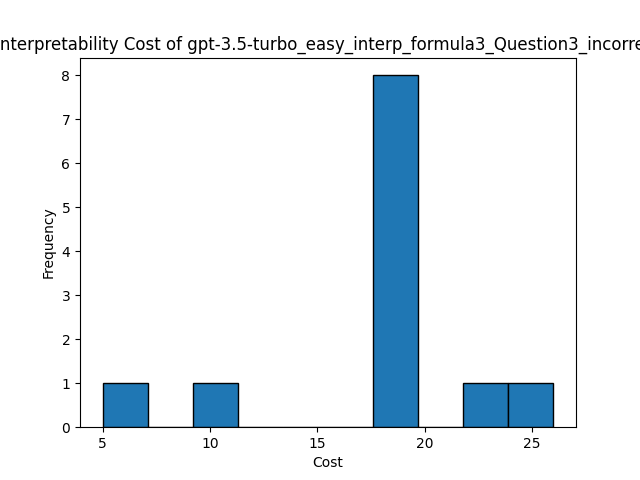 nterpretability Cost of gpt-3.5-turbo_easy_interp_formula3_Question3_incorre
8
7
6
5
4
3
2
1
0
Frequency
5 10 15 20 25
Cost